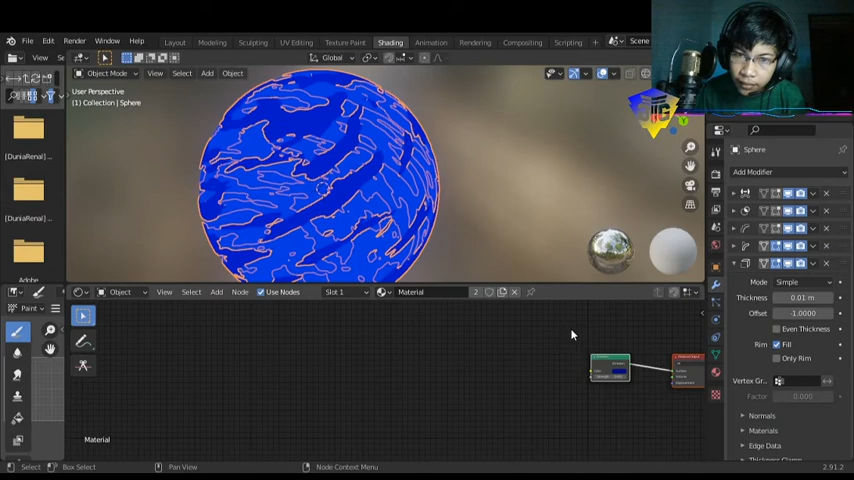 File Edit Render Window Help Layout Modeling Sculpting UV Editing Texture Paint Shading Animation Rendering Compositing Scripting Scene
View
Object Mode View Select Add Object Global
User Perspective
(1) Collection | Sphere
[DuniaRenal]
[DuniaRenal]
Adobe
Sphere
Add Modifier
Mode Simple
Thickness 0.01 m
Offset -1.0000
Even Thickness
Rim Fill
Only Rim
Vertex Gr...
Factor 0.000
Normals
Materials
Edge Data
Object View Select Add Node Use Nodes Slot 1 Material 2
Paint
Material
Select Box Select Pan View Node Context Menu 2.91.2